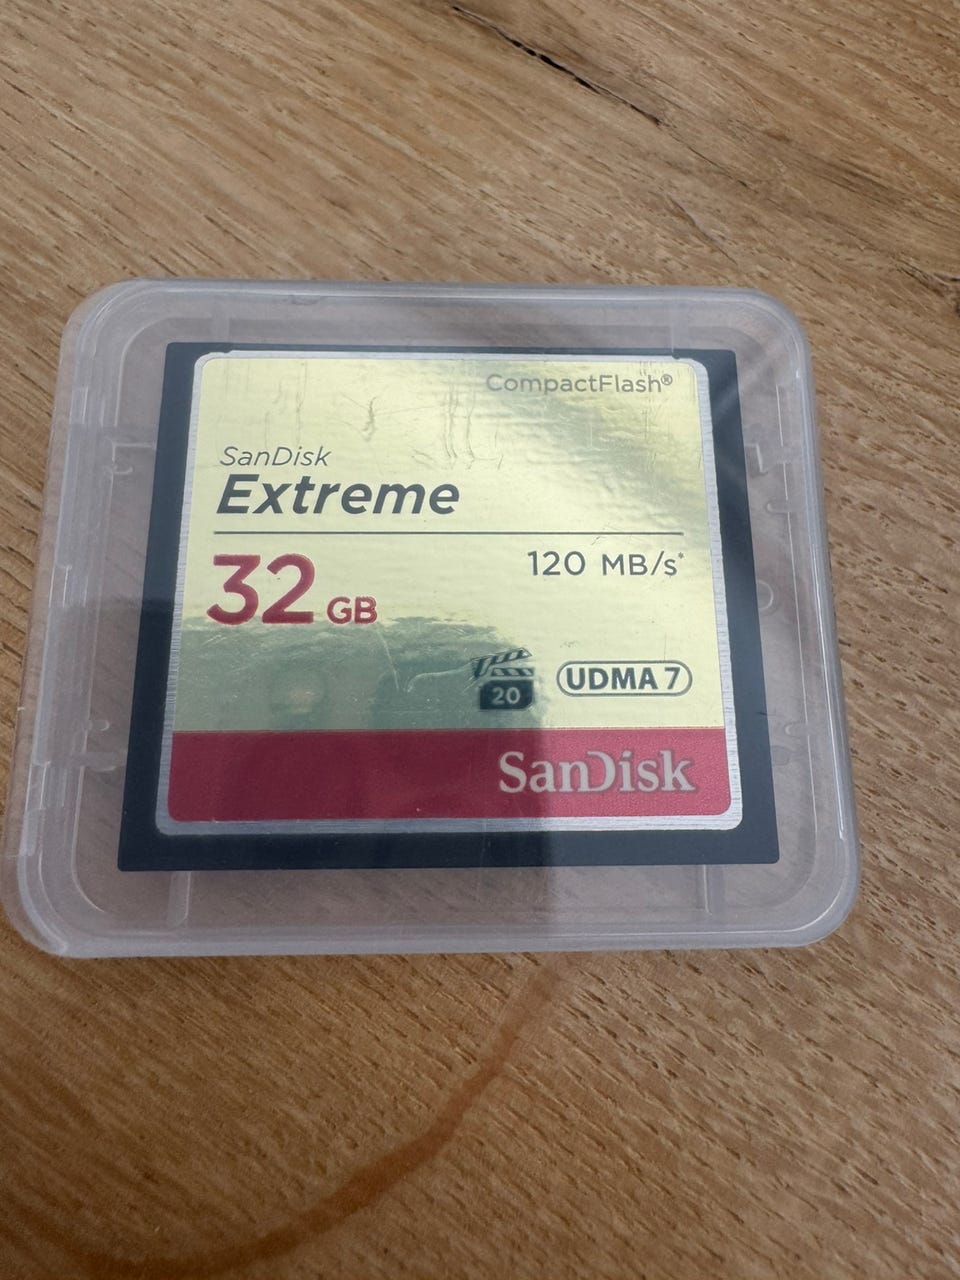 CompactFlash®
SanDisk
Extreme
32 GB
120 MB/s*
20
UDMA 7
SanDisk